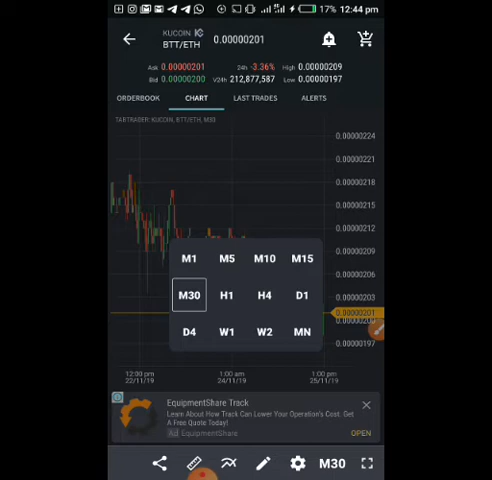 17% 12:44 pm
KUCOIN
BTT/ETH
0.00000201
Ask 0.00000201 24h -3.36% High 0.00000209
Bid 0.00000200 V24h 212,877,587 Low 0.00000197
ORDERBOOK CHART LAST TRADES ALERTS
TABTRADER: KUCOIN, BTT/ETH, M30
0.00000224
0.00000221
0.00000218
0.00000215
0.00000212
0.00000209
0.00000206
0.00000203
0.00000201
0.00000197
M1 M5 M10 M15
M30 H1 H4 D1
D4 W1 W2 MN
12:00 pm 1:00 am 1:00 pm
22/11/19 24/11/19 25/11/19
EquipmentShare Track
Learn About How Track Can Lower Your Operation's Cost. Get
A Free Quote Today!
Ad EquipmentShare
OPEN
M30